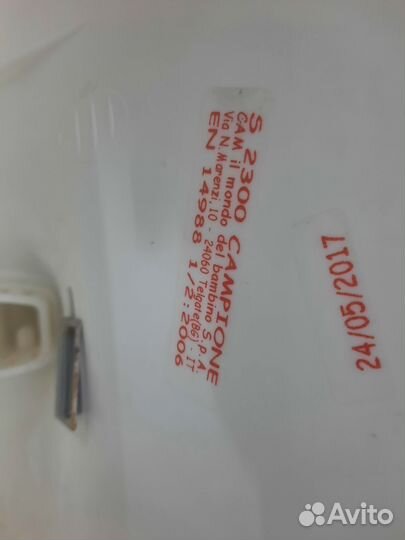 S 2300 CAMPIONE
CAM il mondo del bambino S.P.A.
Via N. Marenzi, 10 - 24060 Telgate(BG) - IT
EN 14988 1/2:2006
24/05/2017
Avito